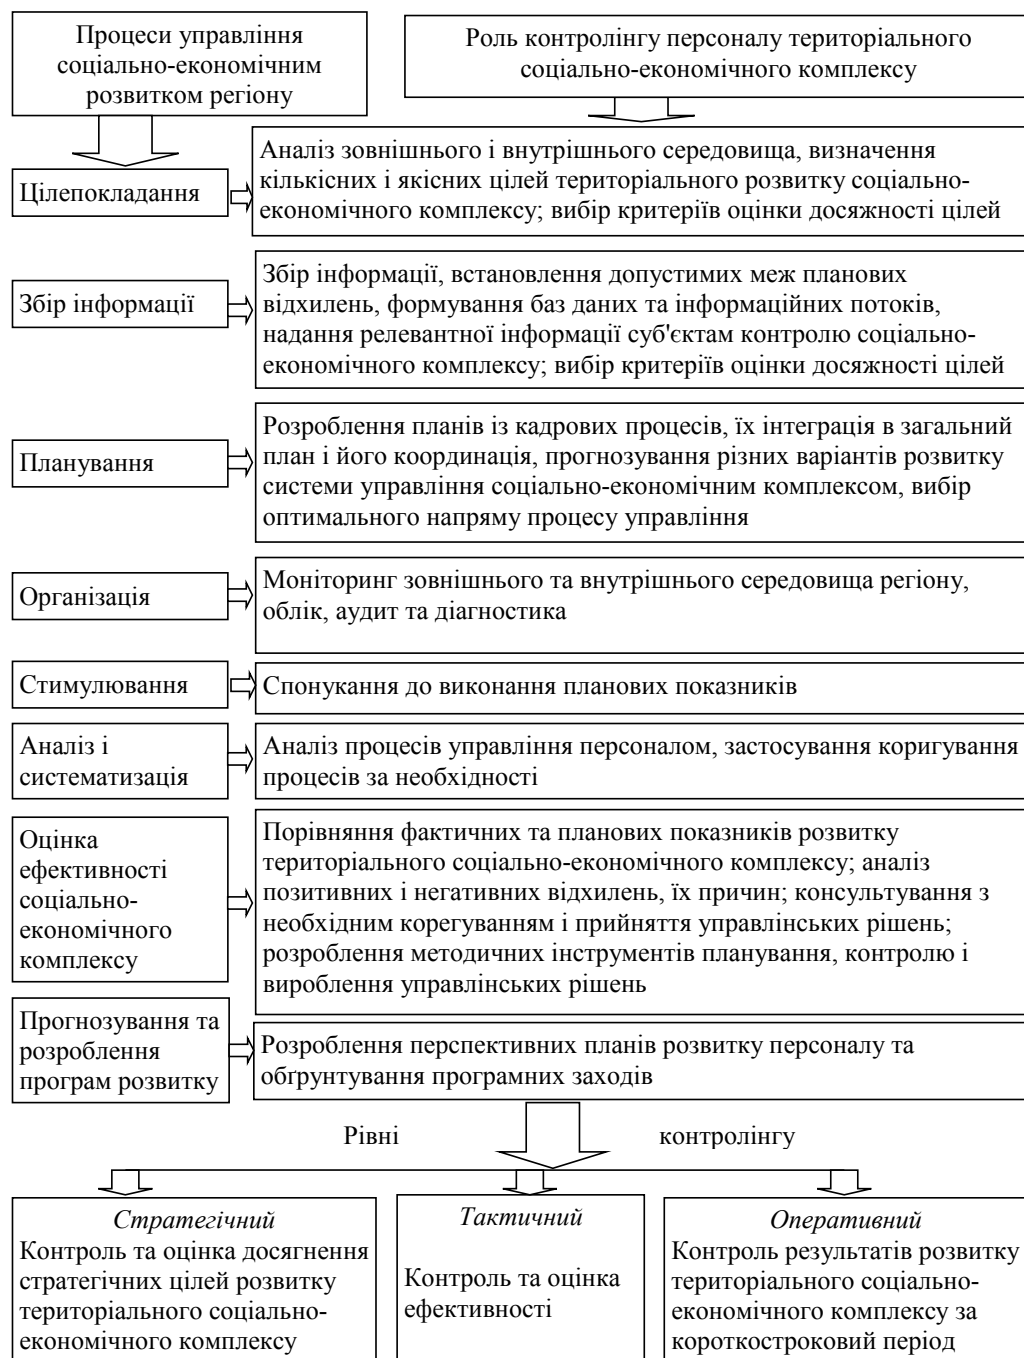 Процеси управління
соціально-економічним
розвитком регіону
Роль контролінгу персоналу територіального
соціально-економічного комплексу
Цілепокладання
Аналіз зовнішнього і внутрішнього середовища, визначення
кількісних і якісних цілей територіального розвитку соціально-
економічного комплексу; вибір критеріїв оцінки досяжності цілей
Збір інформації
Збір інформації, встановлення допустимих меж планових
відхилень, формування баз даних та інформаційних потоків,
надання релевантної інформації суб'єктам контролю соціально-
економічного комплексу; вибір критеріїв оцінки досяжності цілей
Планування
Розроблення планів із кадрових процесів, їх інтеграція в загальний
план і його координація, прогнозування різних варіантів розвитку
системи управління соціально-економічним комплексом, вибір
оптимального напряму процесу управління
Організація
Моніторинг зовнішнього та внутрішнього середовища регіону,
облік, аудит та діагностика
Стимулювання
Спонукання до виконання планових показників
Аналіз і
систематизація
Аналіз процесів управління персоналом, застосування коригування
процесів за необхідності
Оцінка
ефективності
соціально-
економічного
комплексу
Порівняння фактичних та планових показників розвитку
територіального соціально-економічного комплексу; аналіз
позитивних і негативних відхилень, їх причин; консультування з
необхідним корегуванням і прийняття управлінських рішень;
розроблення методичних інструментів планування, контролю і
вироблення управлінських рішень
Прогнозування та
розроблення
програм розвитку
Розроблення перспективних планів розвитку персоналу та
обґрунтування програмних заходів
Рівні контролінгу
Стратегічний
Контроль та оцінка досягнення
стратегічних цілей розвитку
територіального соціально-
економічного комплексу
Тактичний
Контроль та оцінка
ефективності
Оперативний
Контроль результатів розвитку
територіального соціально-
економічного комплексу за
короткостроковий період